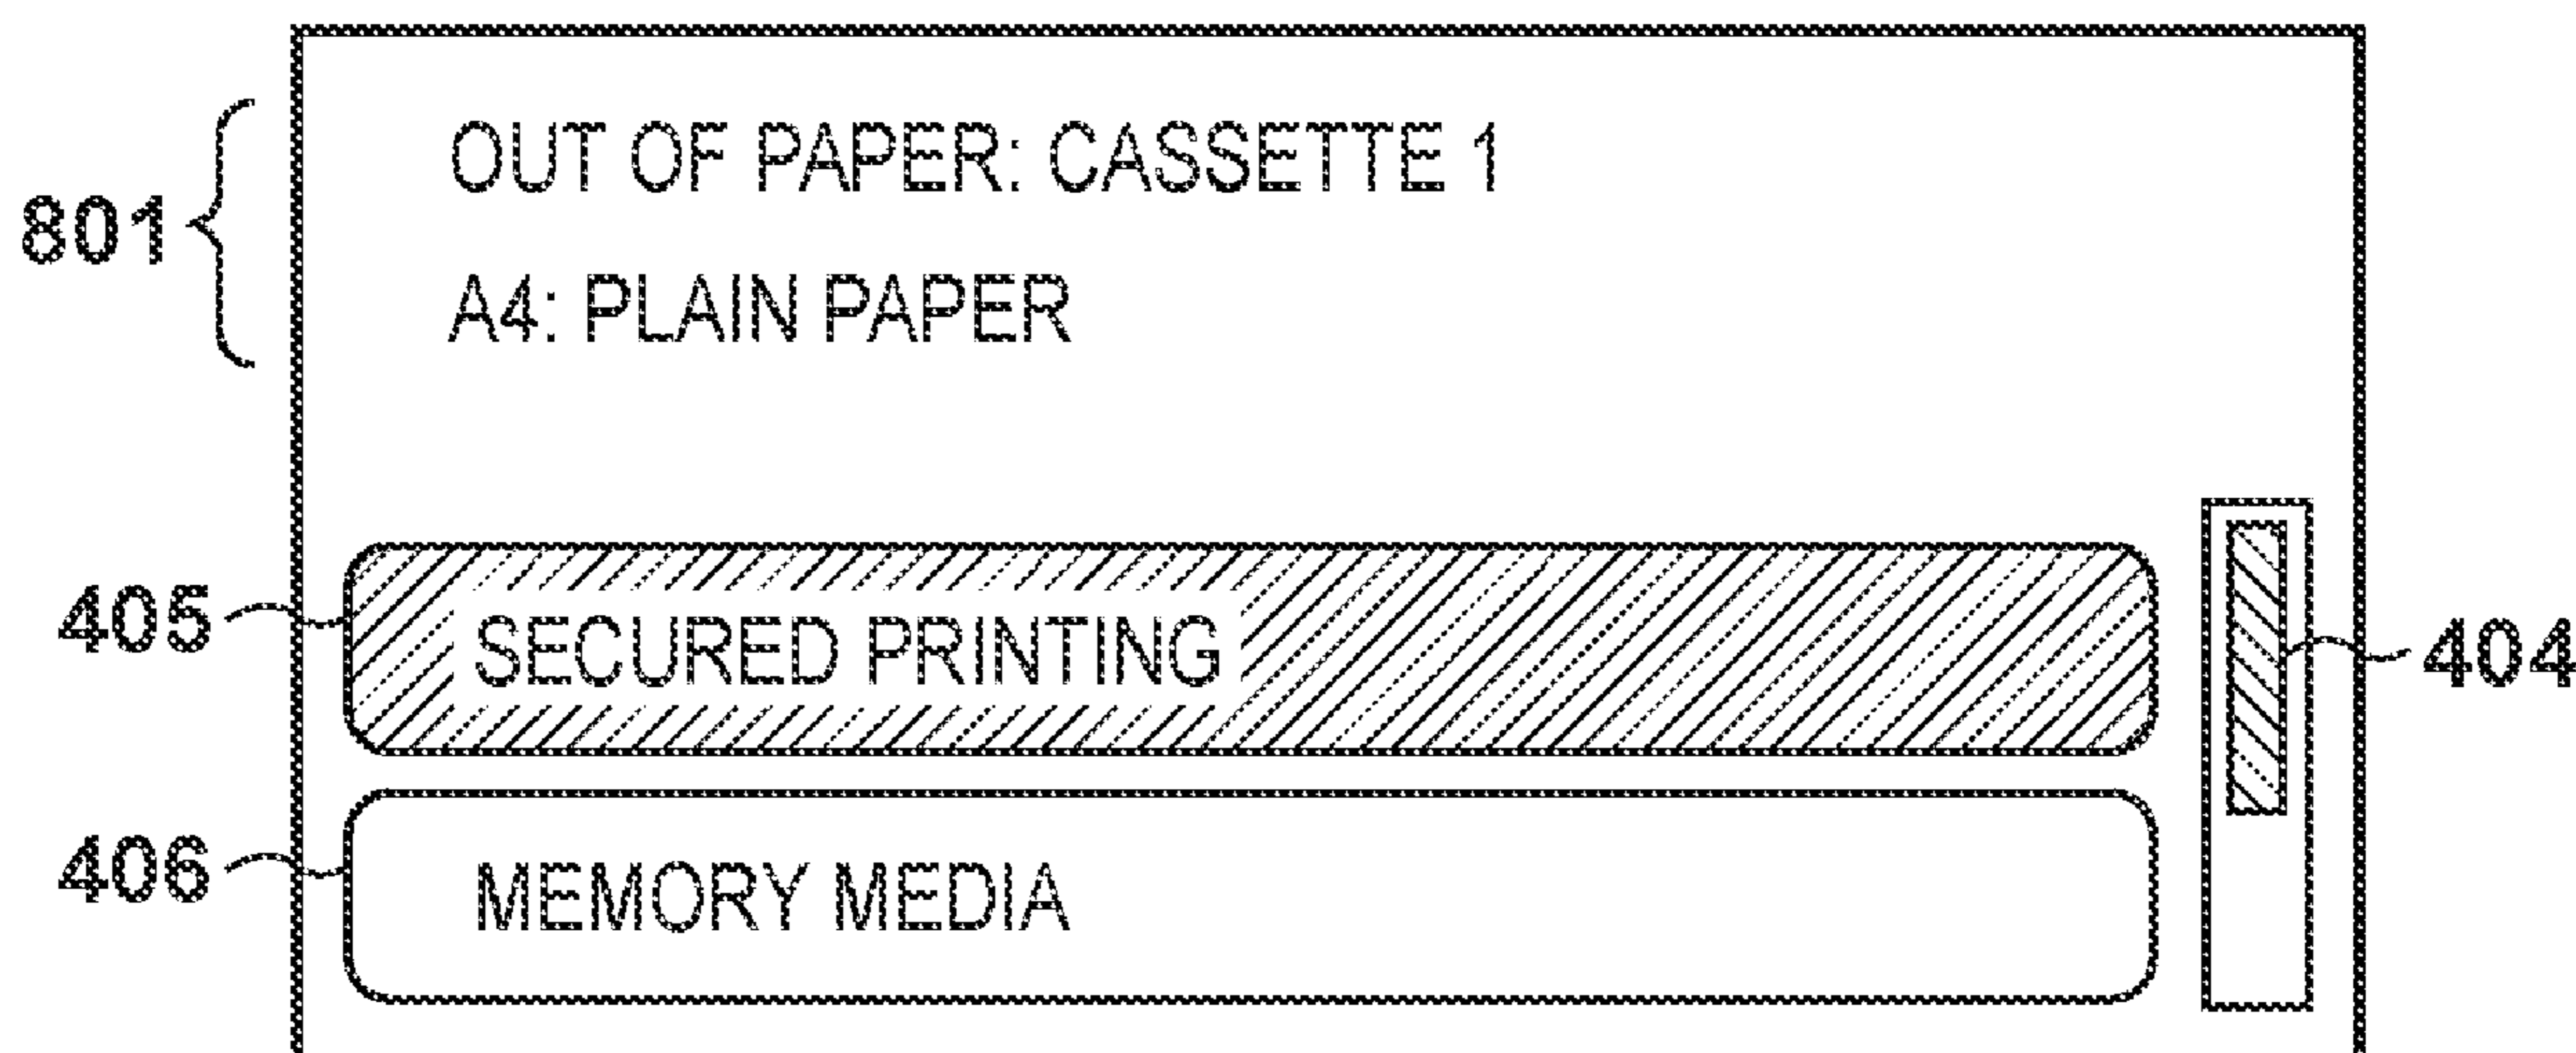 OUT OF PAPER: CASSETTE 1
801
A4: PLAIN PAPER
405
SECURED PRINTING
404
406
MEMORY MEDIA